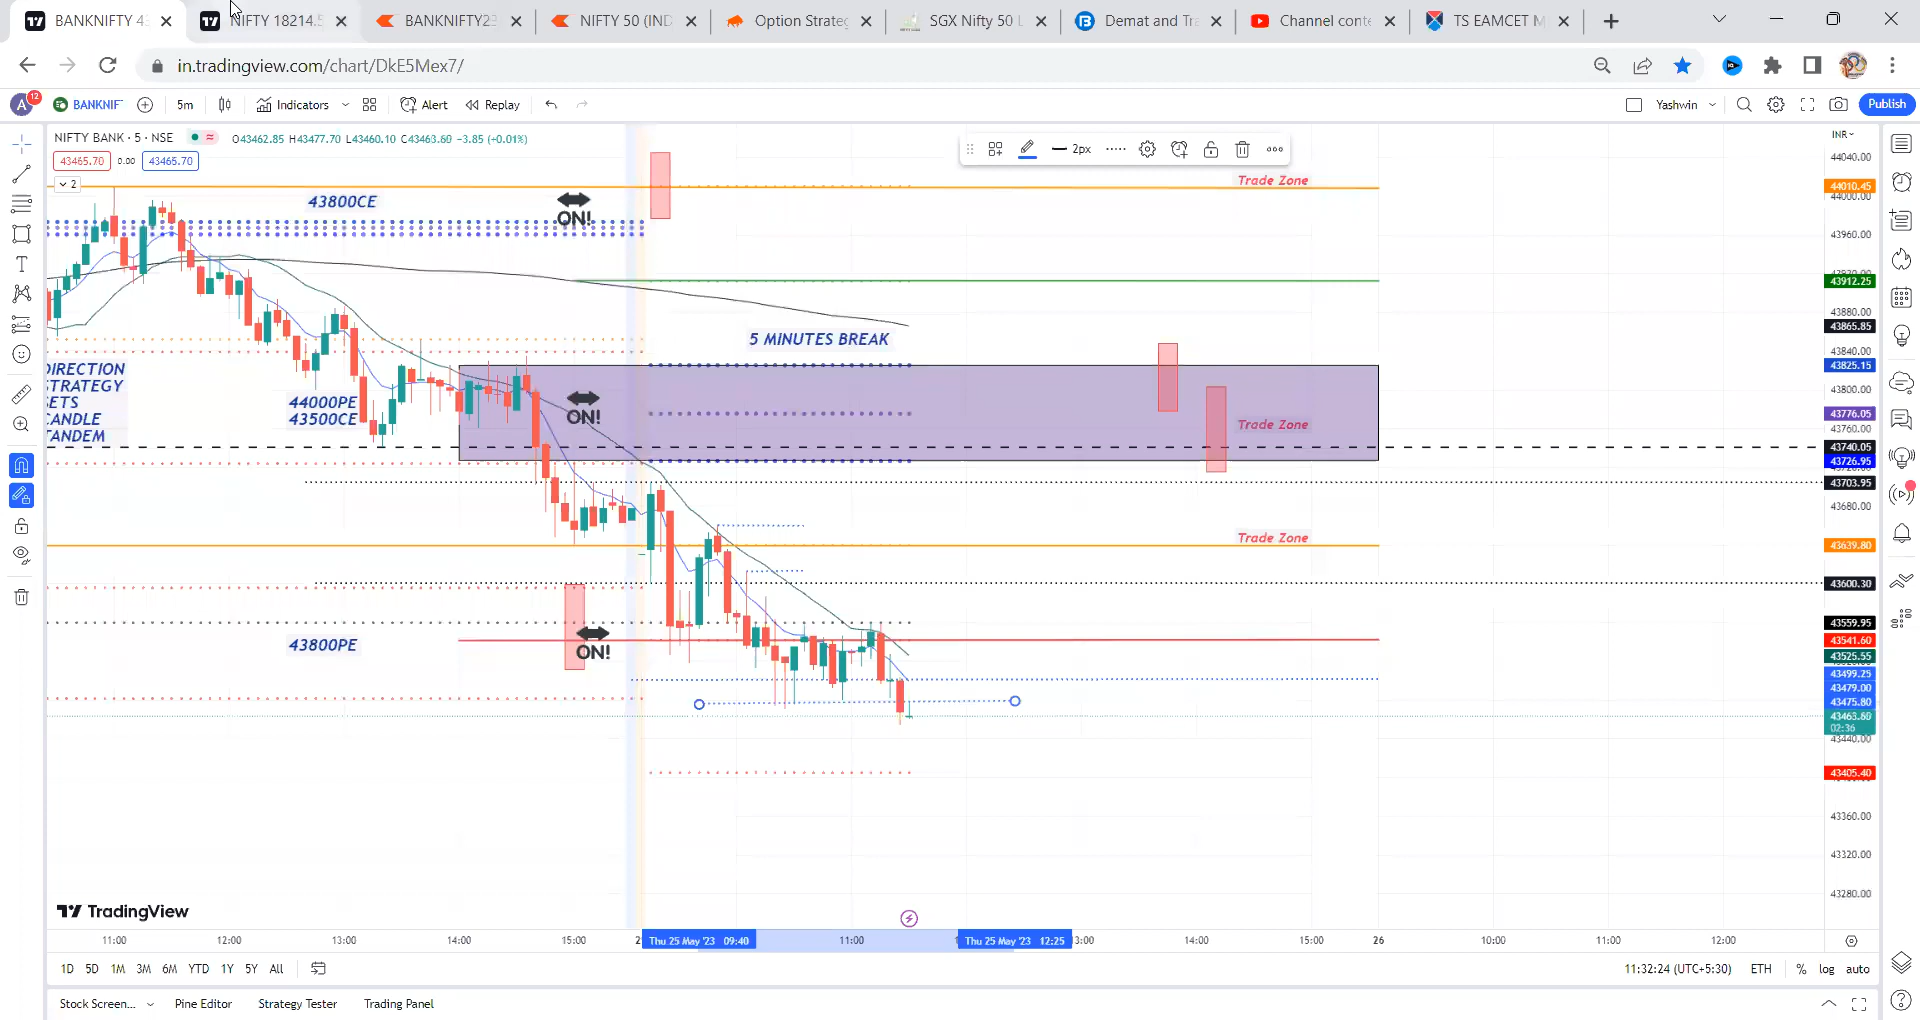 BANKNIFTY 43
NIFTY 18214.5
BANKNIFTY23
NIFTY 50 (IND
Option Strateg
SGX Nifty 50 L
Demat and Tra
Channel conte
TS EAMCET M
in.tradingview.com/chart/DkE5Mex7/
A 12
BANKNIF
5m
Indicators
Alert
Replay
Yashwin
Publish
NIFTY BANK · 5 · NSE
O43462.85 H43477.70 L43460.10 C43463.60 −3.85 (+0.01%)
43465.70 0.00 43465.70
2
2px
INR
44040.00
Trade Zone
44010.45
44000.00
43800CE
ON!
43960.00
43912.25
43880.00
43865.85
5 MINUTES BREAK
43840.00
43825.15
DIRECTION
STRATEGY
SETS
CANDLE
TANDEM
43800.00
44000PE
43500CE
ON!
43776.05
Trade Zone
43760.00
43740.05
43726.95
43703.95
43680.00
Trade Zone
43639.80
43600.30
43559.95
43800PE
ON!
43541.60
43525.55
43499.25
43479.00
43475.80
43463.60
02:36
43440.00
43405.40
43360.00
43320.00
43280.00
TradingView
11:00 12:00 13:00 14:00 15:00 2 Thu 25 May '23 09:40 11:00 Thu 25 May '23 12:25 13:00 14:00 15:00 26 10:00 11:00 12:00
1D 5D 1M 3M 6M YTD 1Y 5Y All
11:32:24 (UTC+5:30) ETH % log auto
Stock Screen... Pine Editor Strategy Tester Trading Panel